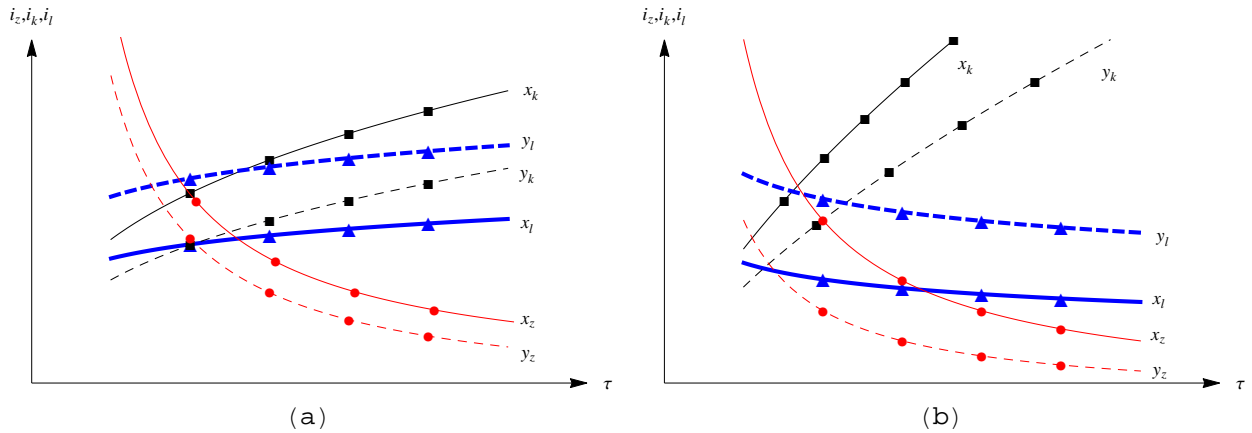 i_z,i_k,i_l
x_k
y_l
y_k
x_l
x_z
y_z
τ
(a)
i_z,i_k,i_l
x_k
y_k
y_l
x_l
x_z
y_z
τ
(b)